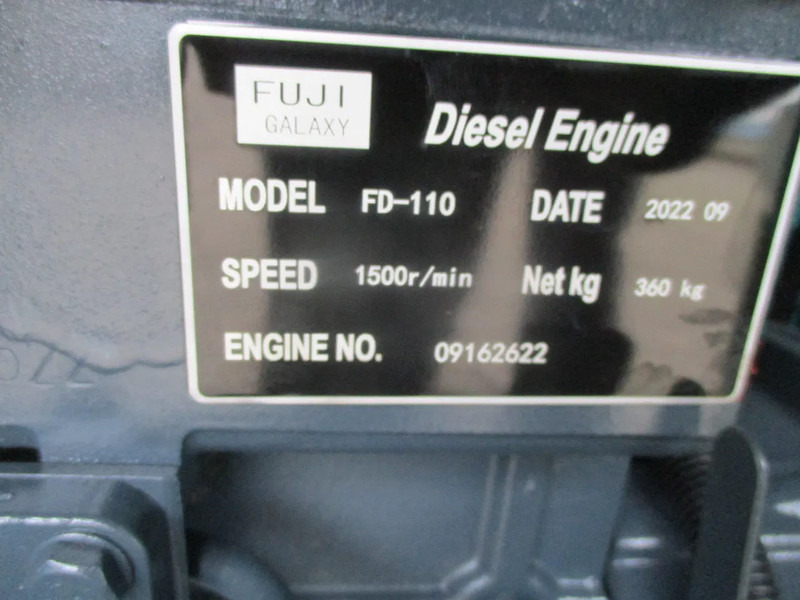 FUJI
GALAXY
Diesel Engine
MODEL FD-110 DATE 2022 09
SPEED 1500r/min Net kg 360 kg
ENGINE NO. 09162622